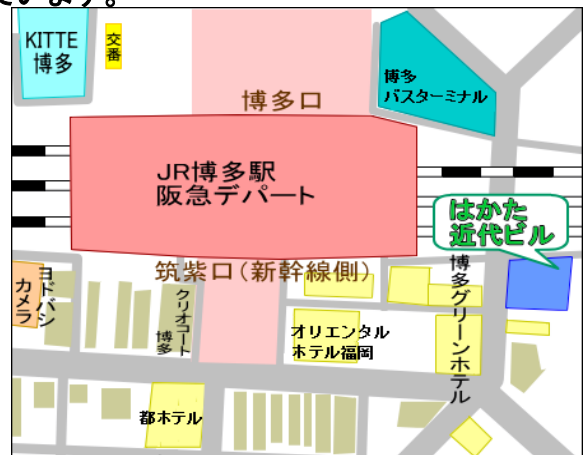 います。
KITTE
博多
交番
博多
バスターミナル
博多口
JR博多駅
阪急デパート
はかた
近代ビル
筑紫口(新幹線側)
ヨドバシ
カメラ
クリオコート
博多
オリエンタル
ホテル福岡
博多グリーンホテル
都ホテル